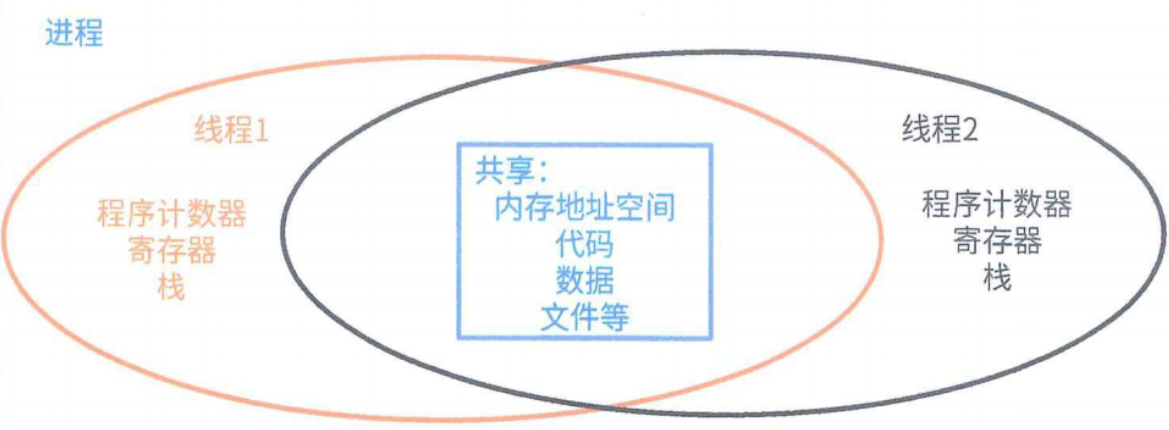 进程
线程1
程序计数器
寄存器
栈
共享：
内存地址空间
代码
数据
文件等
线程2
程序计数器
寄存器
栈